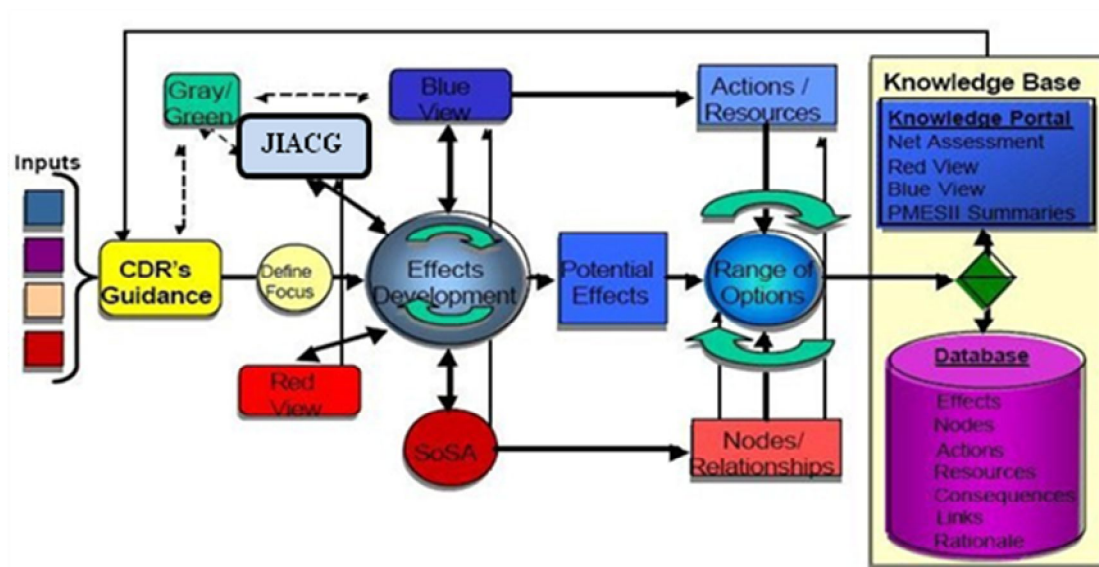 Inputs
CDR's
Guidance
Gray/
Green
JIACG
Define
Focus
Blue
View
Effects
Development
Red
View
SoSA
Potential
Effects
Actions /
Resources
Range of
Options
Nodes/
Relationships
Knowledge Base
Knowledge Portal
Net Assessment
Red View
Blue View
PMESII Summaries
Database
Effects
Nodes
Actions
Resources
Consequences
Links
Rationale